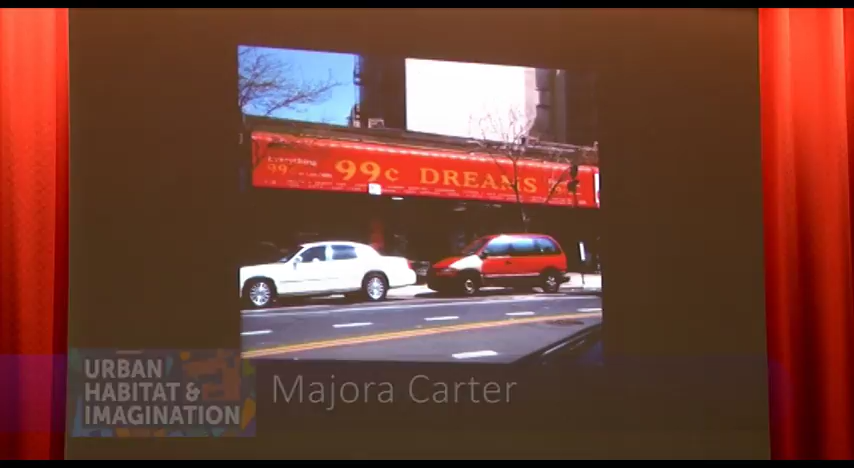 Everything
99¢
99c DREAMS
URBAN
HABITAT &
IMAGINATION
Majora Carter